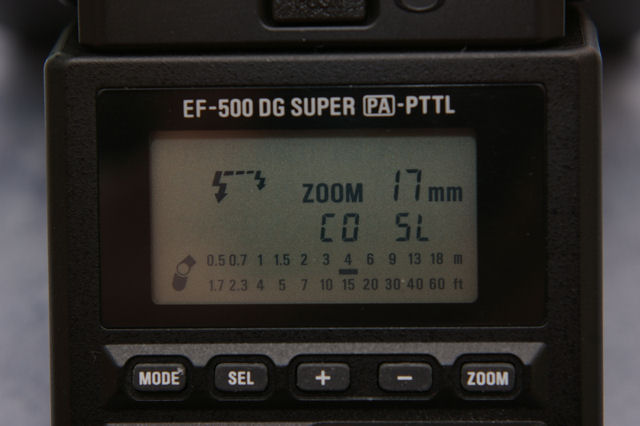 EF-500 DG SUPER PA-PTTL
ZOOM 17 mm
CO SL
0.5 0.7 1 1.5 2 3 4 6 9 13 18 m
1.7 2.3 4 5 7 10 15 20 30 40 60 ft
MODE SEL + − ZOOM